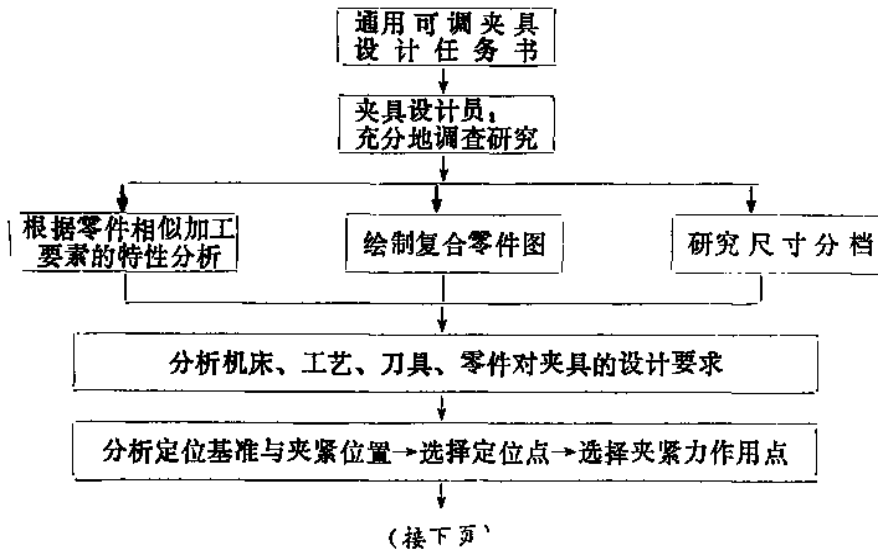 通用可调夹具
设计任务书
夹具设计员：
充分地调查研究
根据零件相似加工
要素的特性分析
绘制复合零件图
研究尺寸分档
分析机床、工艺、刀具、零件对夹具的设计要求
分析定位基准与夹紧位置→选择定位点→选择夹紧力作用点
(接下页)